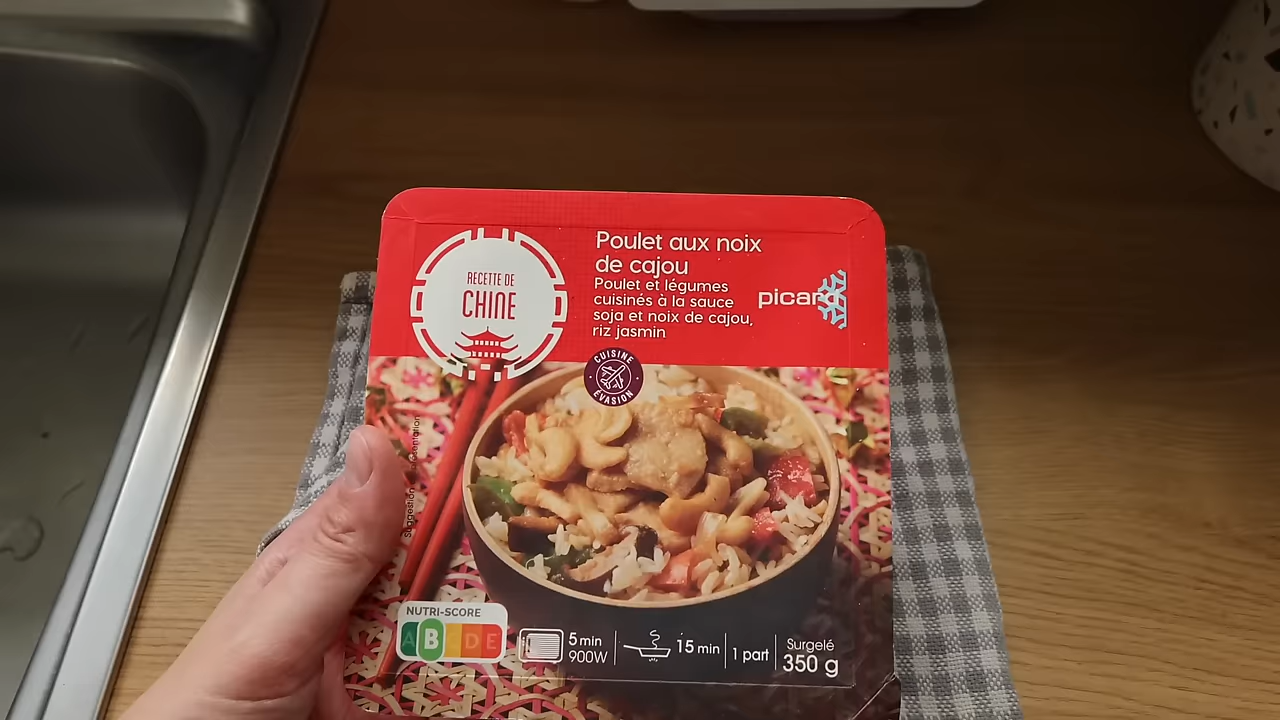 RECETTE DE
CHINE
Poulet aux noix
de cajou
Poulet et légumes
cuisinés à la sauce
soja et noix de cajou,
riz jasmin
picard
CUISINE
ÉVASION
Suggestion de présentation
NUTRI-SCORE
A B C D E
5 min
900W
15 min
1 part
Surgelé
350 g